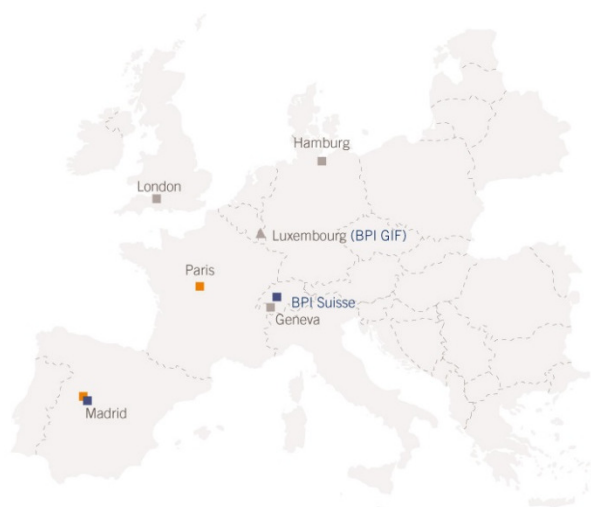 Hamburg
London
Luxembourg (BPI GIF)
Paris
BPI Suisse
Geneva
Madrid